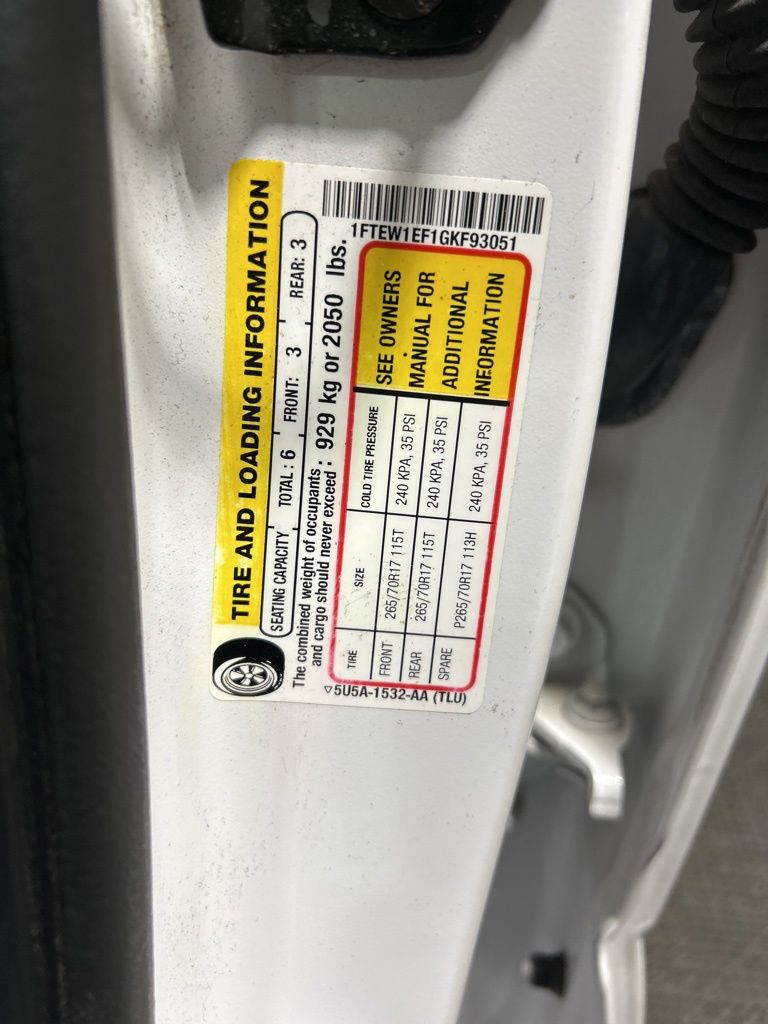 TIRE AND LOADING INFORMATION
SEATING CAPACITY TOTAL : 6 FRONT: 3 REAR: 3
The combined weight of occupants
and cargo should never exceed : 929 kg or 2050 lbs.
TIRE SIZE COLD TIRE PRESSURE
FRONT 265/70R17 115T 240 KPA, 35 PSI
REAR 265/70R17 115T 240 KPA, 35 PSI
SPARE P265/70R17 113H 240 KPA, 35 PSI
SEE OWNERS
MANUAL FOR
ADDITIONAL
INFORMATION
5U5A-1532-AA (TLU)
1FTEW1EF1GKF93051